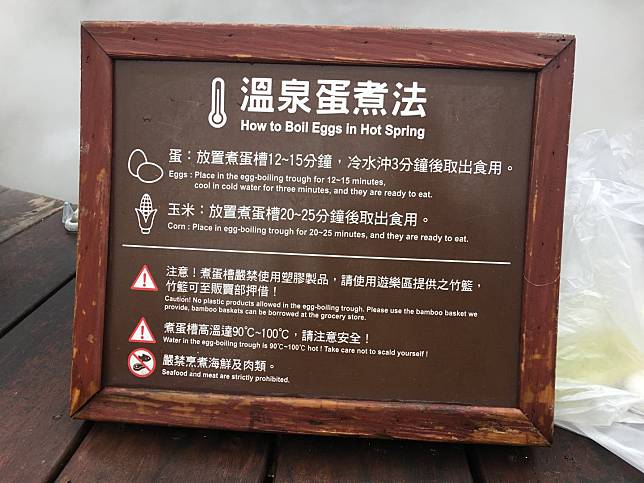 溫泉蛋煮法
How to Boil Eggs in Hot Spring
蛋：放置煮蛋槽12~15分鐘，冷水沖3分鐘後取出食用。
Eggs : Place in the egg-boiling trough for 12~15 minutes,
cool in cold water for three minutes, and they are ready to eat.
玉米：放置煮蛋槽20~25分鐘後取出食用。
Corn : Place in egg-boiling trough for 20~25 minutes, and they are ready to eat.
注意！煮蛋槽嚴禁使用塑膠製品，請使用遊樂區提供之竹籃，
竹籃可至販賣部押借！
Caution! No plastic products allowed in the egg-boiling trough. Please use the bamboo basket we
provide, bamboo baskets can be borrowed at the grocery store.
煮蛋槽高溫達90℃~100℃，請注意安全！
Water in the egg-boiling trough is 90℃~100℃ hot ! Take care not to scald yourself !
嚴禁烹煮海鮮及肉類。
Seafood and meat are strictly prohibited.